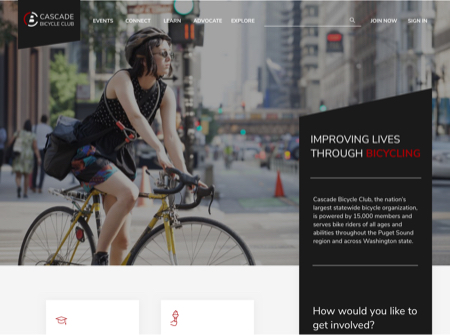 CASCADE
BICYCLE CLUB
EVENTS CONNECT LEARN ADVOCATE EXPLORE JOIN NOW SIGN IN
IMPROVING LIVES
THROUGH BICYCLING
Cascade Bicycle Club, the nation's
largest statewide bicycle organization,
is powered by 15,000 members and
serves bike riders of all ages and
abilities throughout the Puget Sound
region and across Washington state.
How would you like to
get involved?